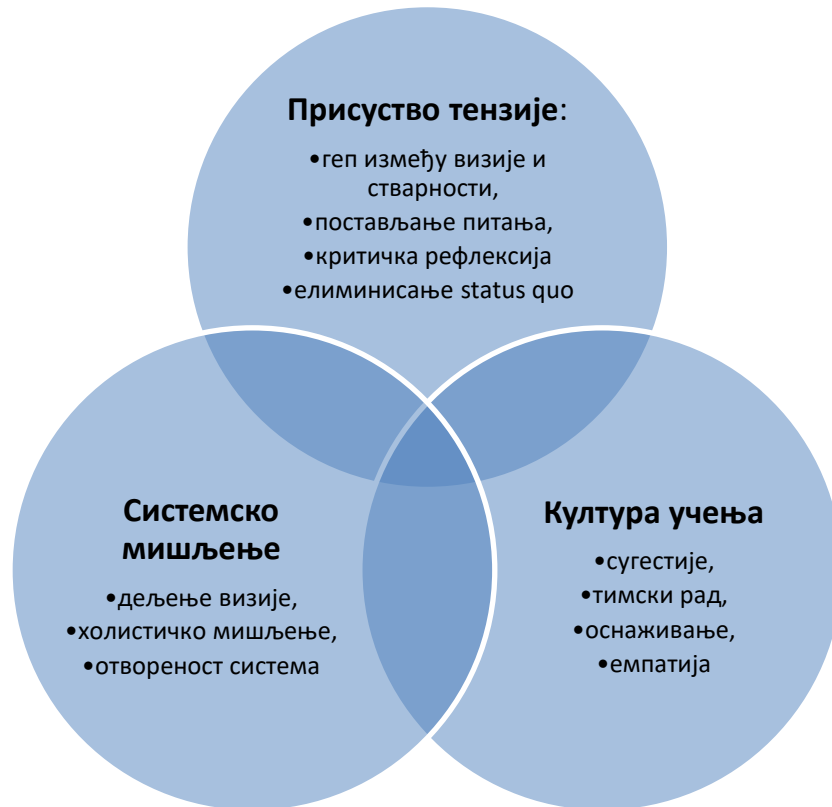 Присуство тензије:
•геп између визије и
стварности,
•постављање питања,
•критичка рефлексија
•елиминисање status quo
Системско
мишљење
•дељење визије,
•холистичко мишљење,
•отвореност система
Култура учења
•сугестије,
•тимски рад,
•оснаживање,
•емпатија